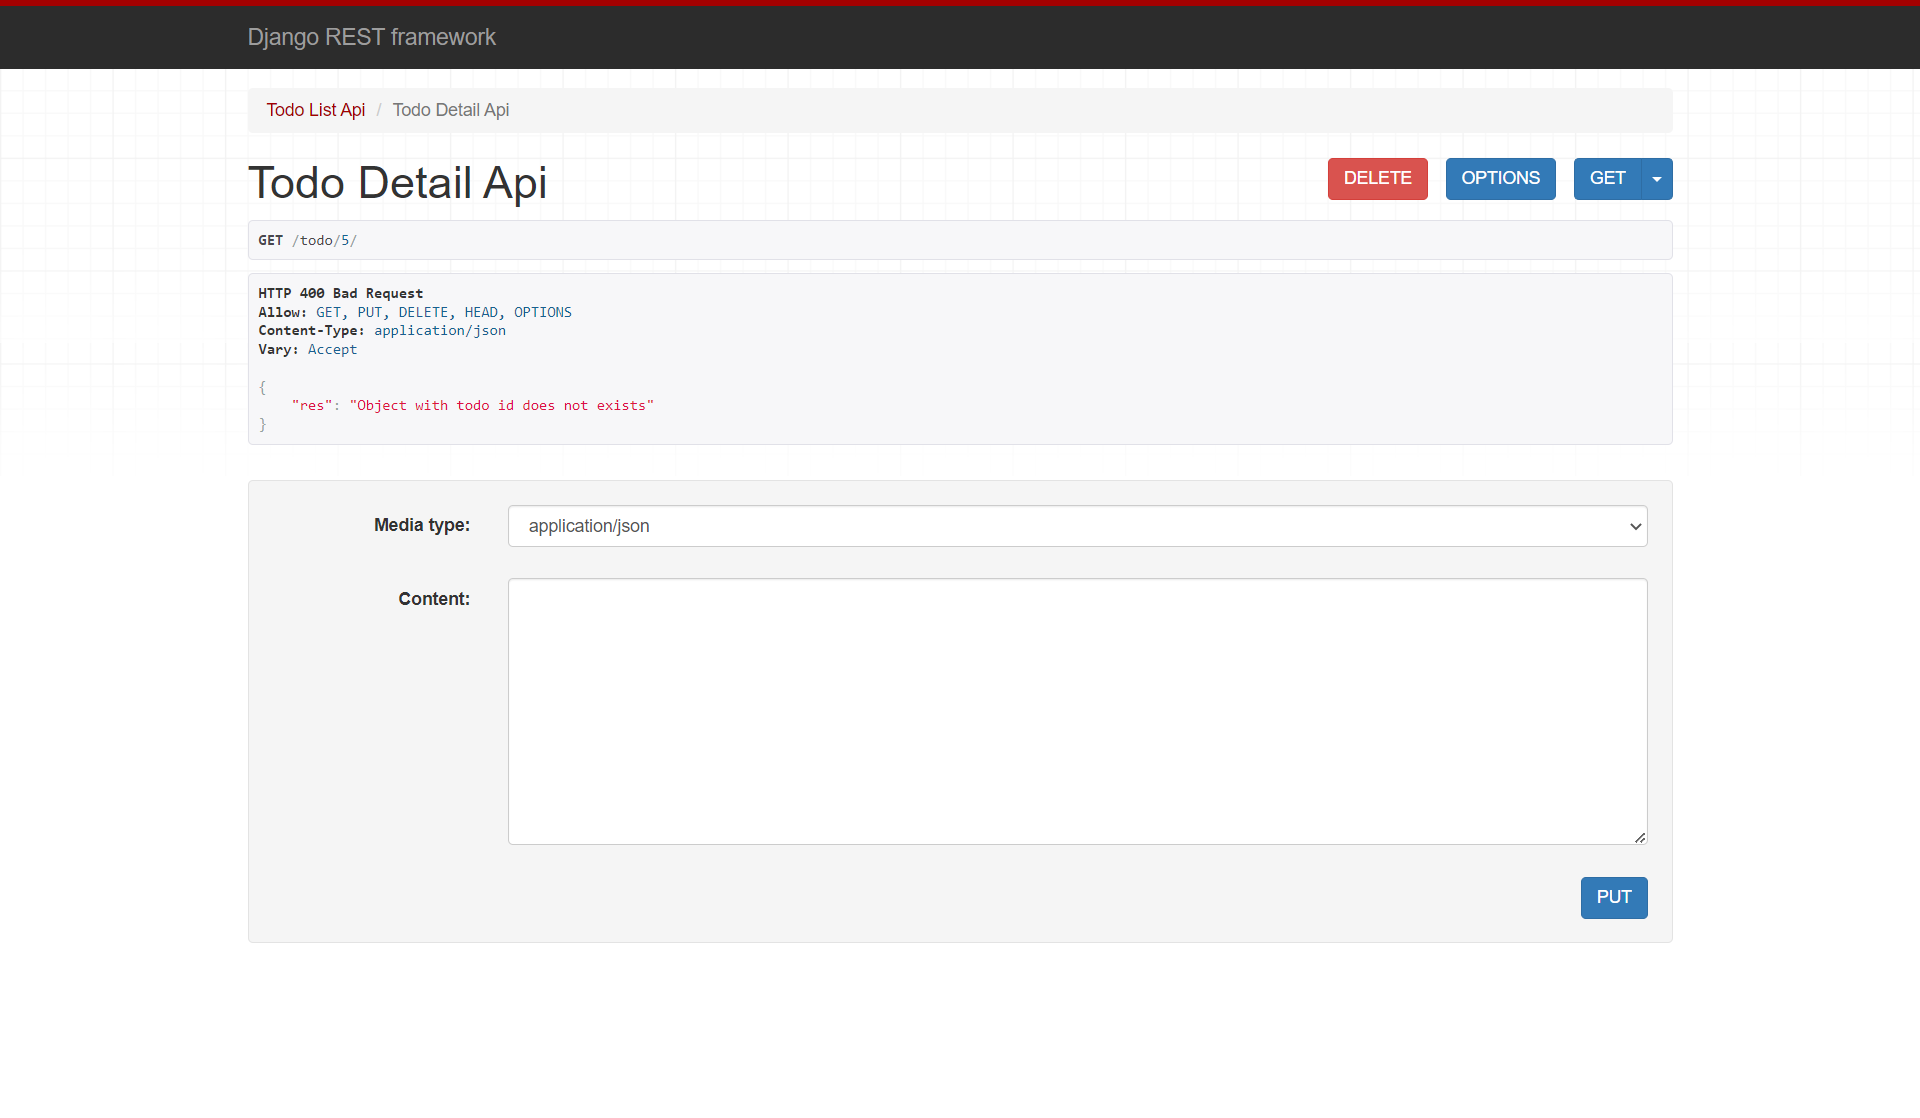 Django REST framework
Todo List Api / Todo Detail Api
Todo Detail Api
DELETE
OPTIONS
GET
GET /todo/5/
HTTP 400 Bad Request
Allow: GET, PUT, DELETE, HEAD, OPTIONS
Content-Type: application/json
Vary: Accept
{
"res": "Object with todo id does not exists"
}
Media type:
application/json
Content:
PUT